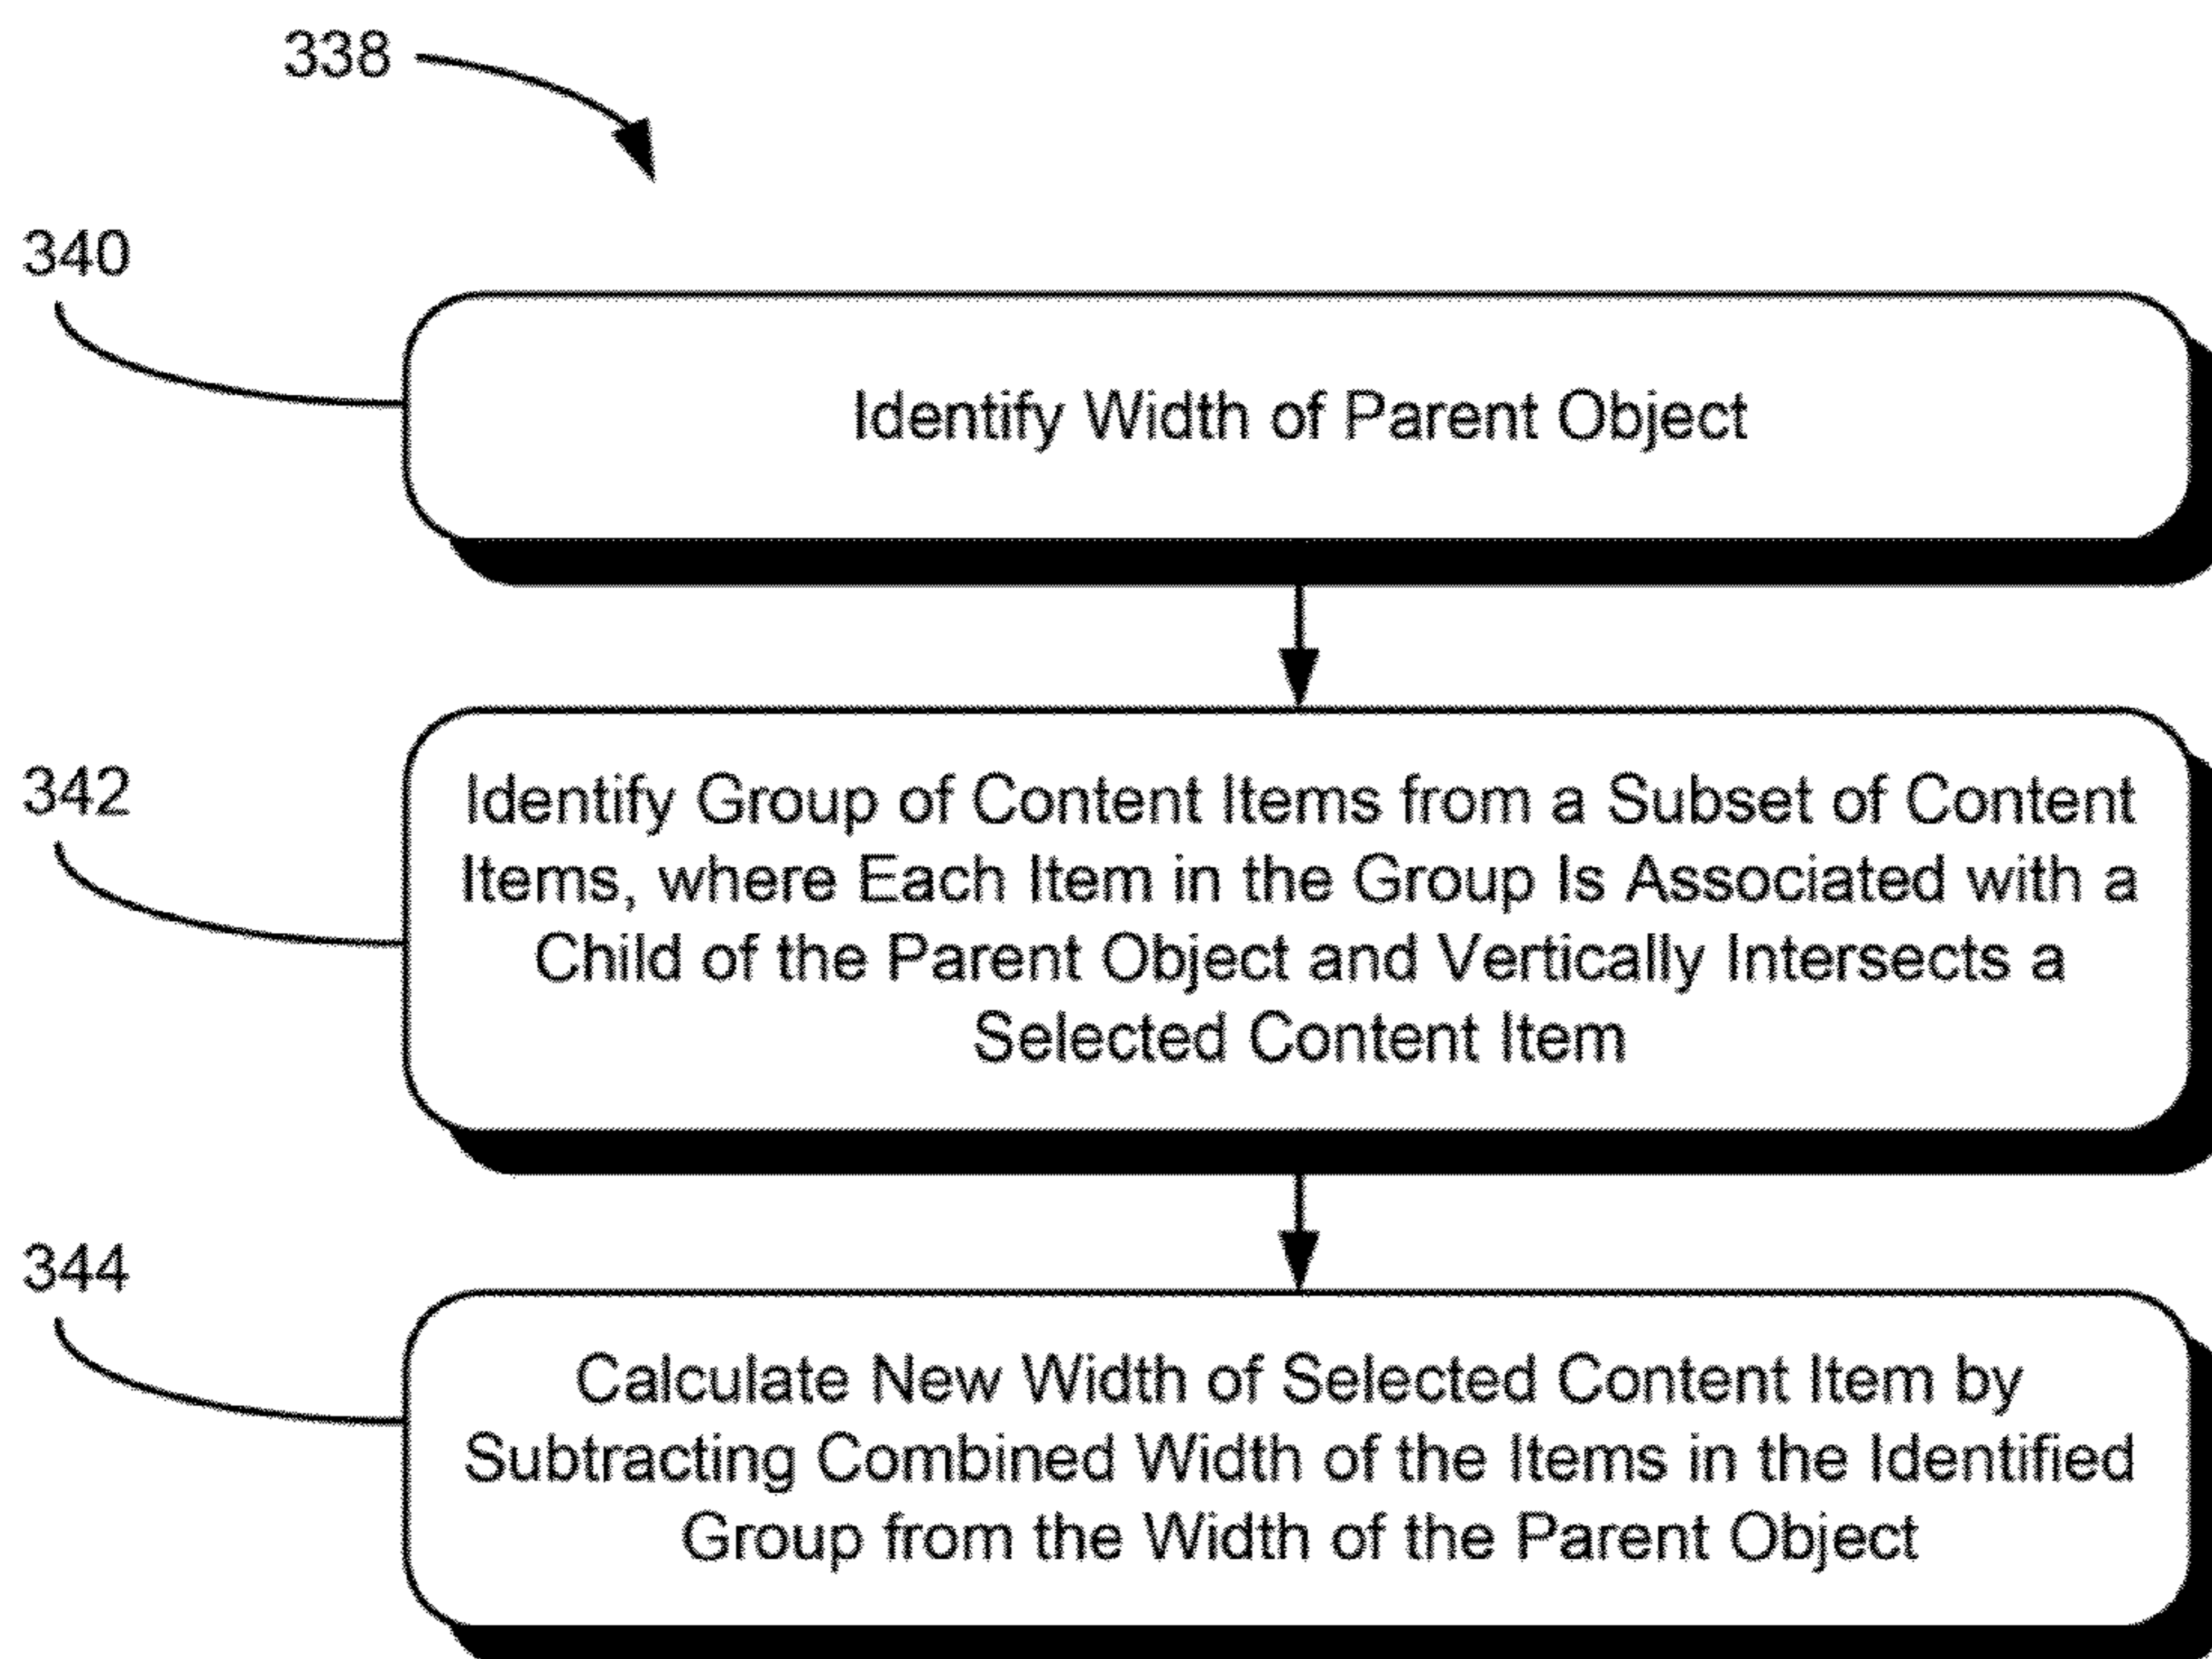 338
340
Identify Width of Parent Object
342
Identify Group of Content Items from a Subset of Content
Items, where Each Item in the Group Is Associated with a
Child of the Parent Object and Vertically Intersects a
Selected Content Item
344
Calculate New Width of Selected Content Item by
Subtracting Combined Width of the Items in the Identified
Group from the Width of the Parent Object